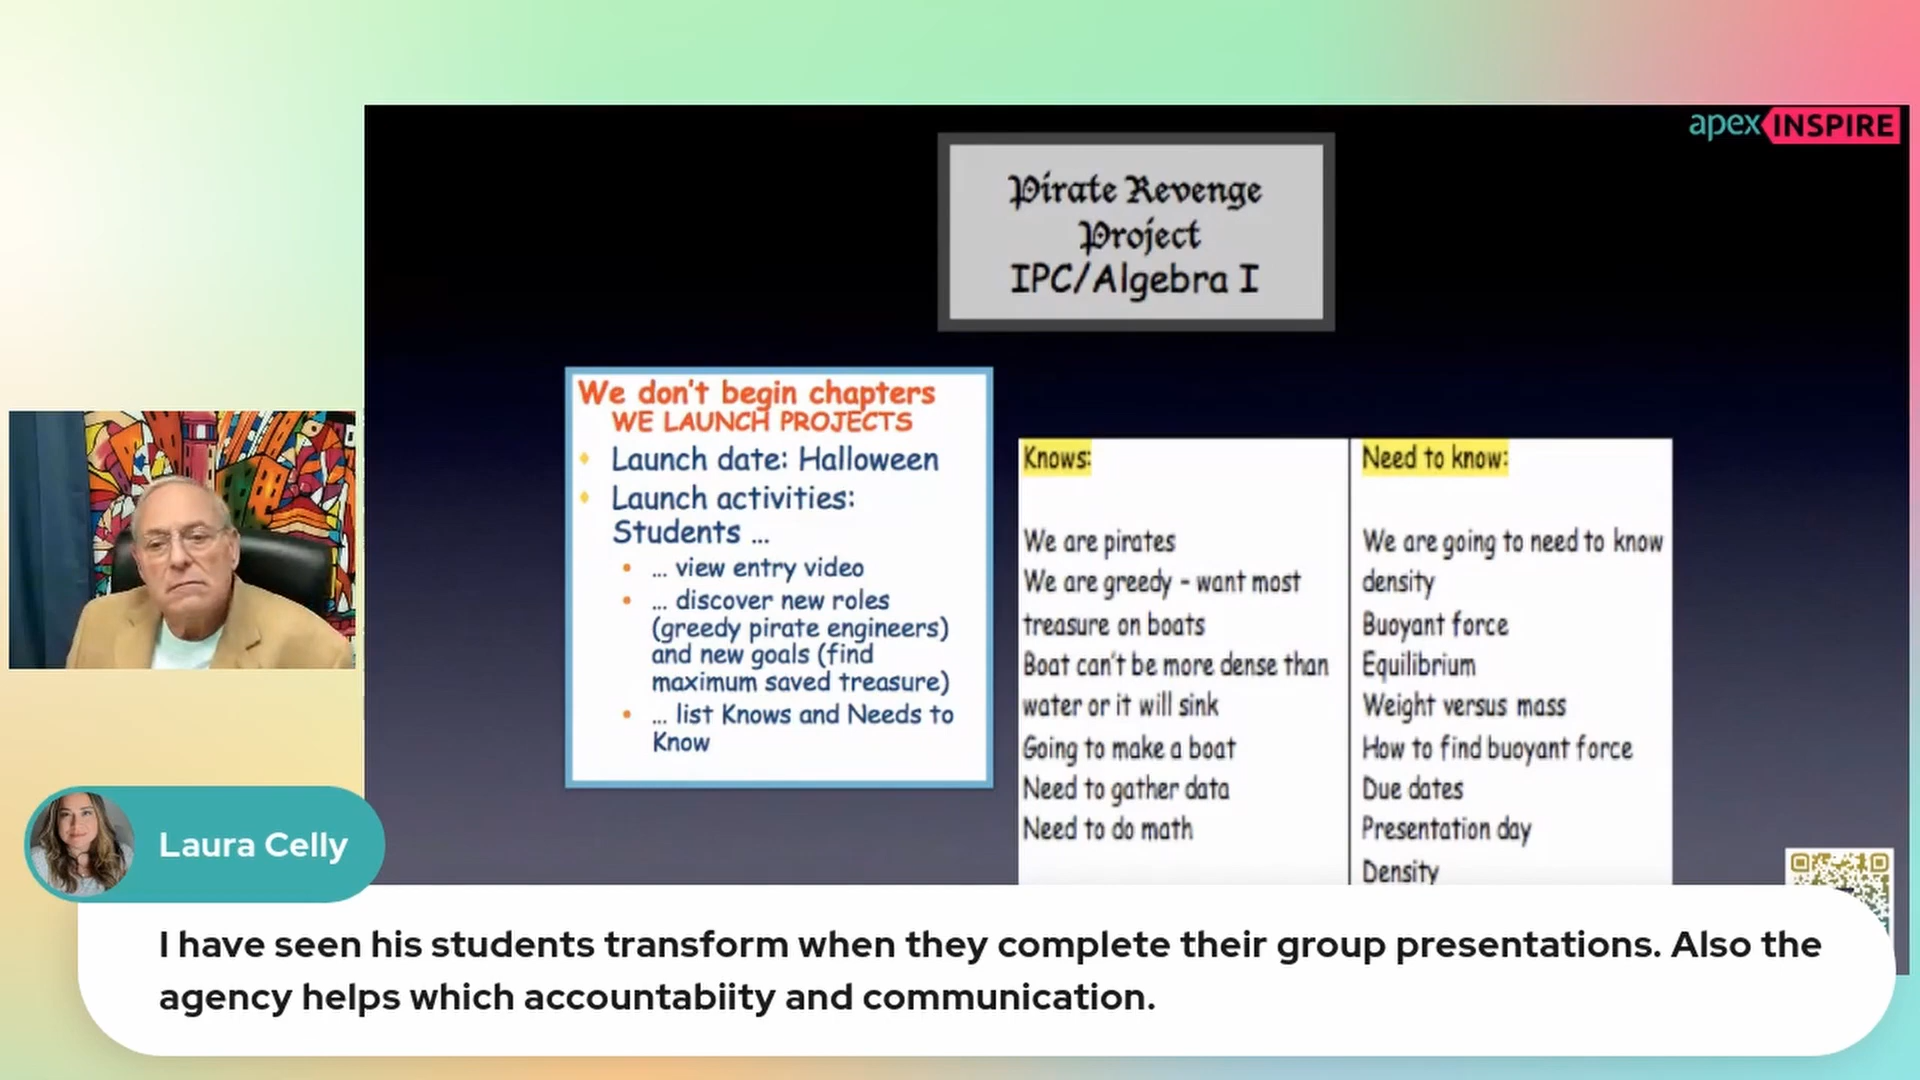 apex INSPIRE
Pirate Revenge
Project
IPC/Algebra I
We don't begin chapters
WE LAUNCH PROJECTS
Launch date: Halloween
Launch activities:
Students ...
... view entry video
... discover new roles
(greedy pirate engineers)
and new goals (find
maximum saved treasure)
... list Knows and Needs to
Know
Knows:
We are pirates
We are greedy - want most
treasure on boats
Boat can't be more dense than
water or it will sink
Going to make a boat
Need to gather data
Need to do math
Need to know:
We are going to need to know
density
Buoyant force
Equilibrium
Weight versus mass
How to find buoyant force
Due dates
Presentation day
Density
Laura Celly
I have seen his students transform when they complete their group presentations. Also the
agency helps which accountabiity and communication.